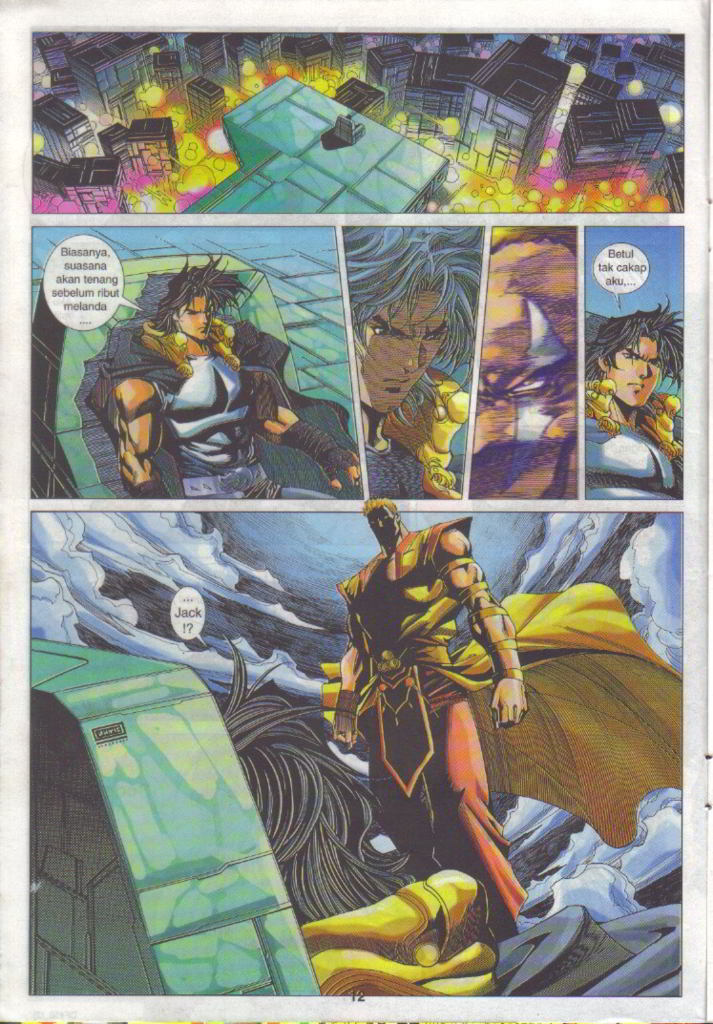 Biasanya,
suasana
akan tenang
sebelum ribut
melanda
....
Betul
tak cakap
aku,...
...
Jack
!?
12